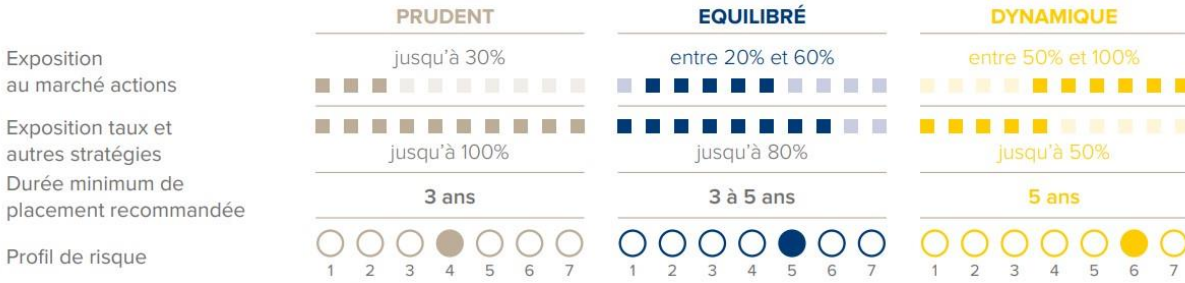 PRUDENT EQUILIBRÉ DYNAMIQUE
Exposition
au marché actions
jusqu'à 30% entre 20% et 60% entre 50% et 100%
Exposition taux et
autres stratégies
jusqu'à 100% jusqu'à 80% jusqu'à 50%
Durée minimum de
placement recommandée
3 ans 3 à 5 ans 5 ans
Profil de risque
1 2 3 4 5 6 7 1 2 3 4 5 6 7 1 2 3 4 5 6 7